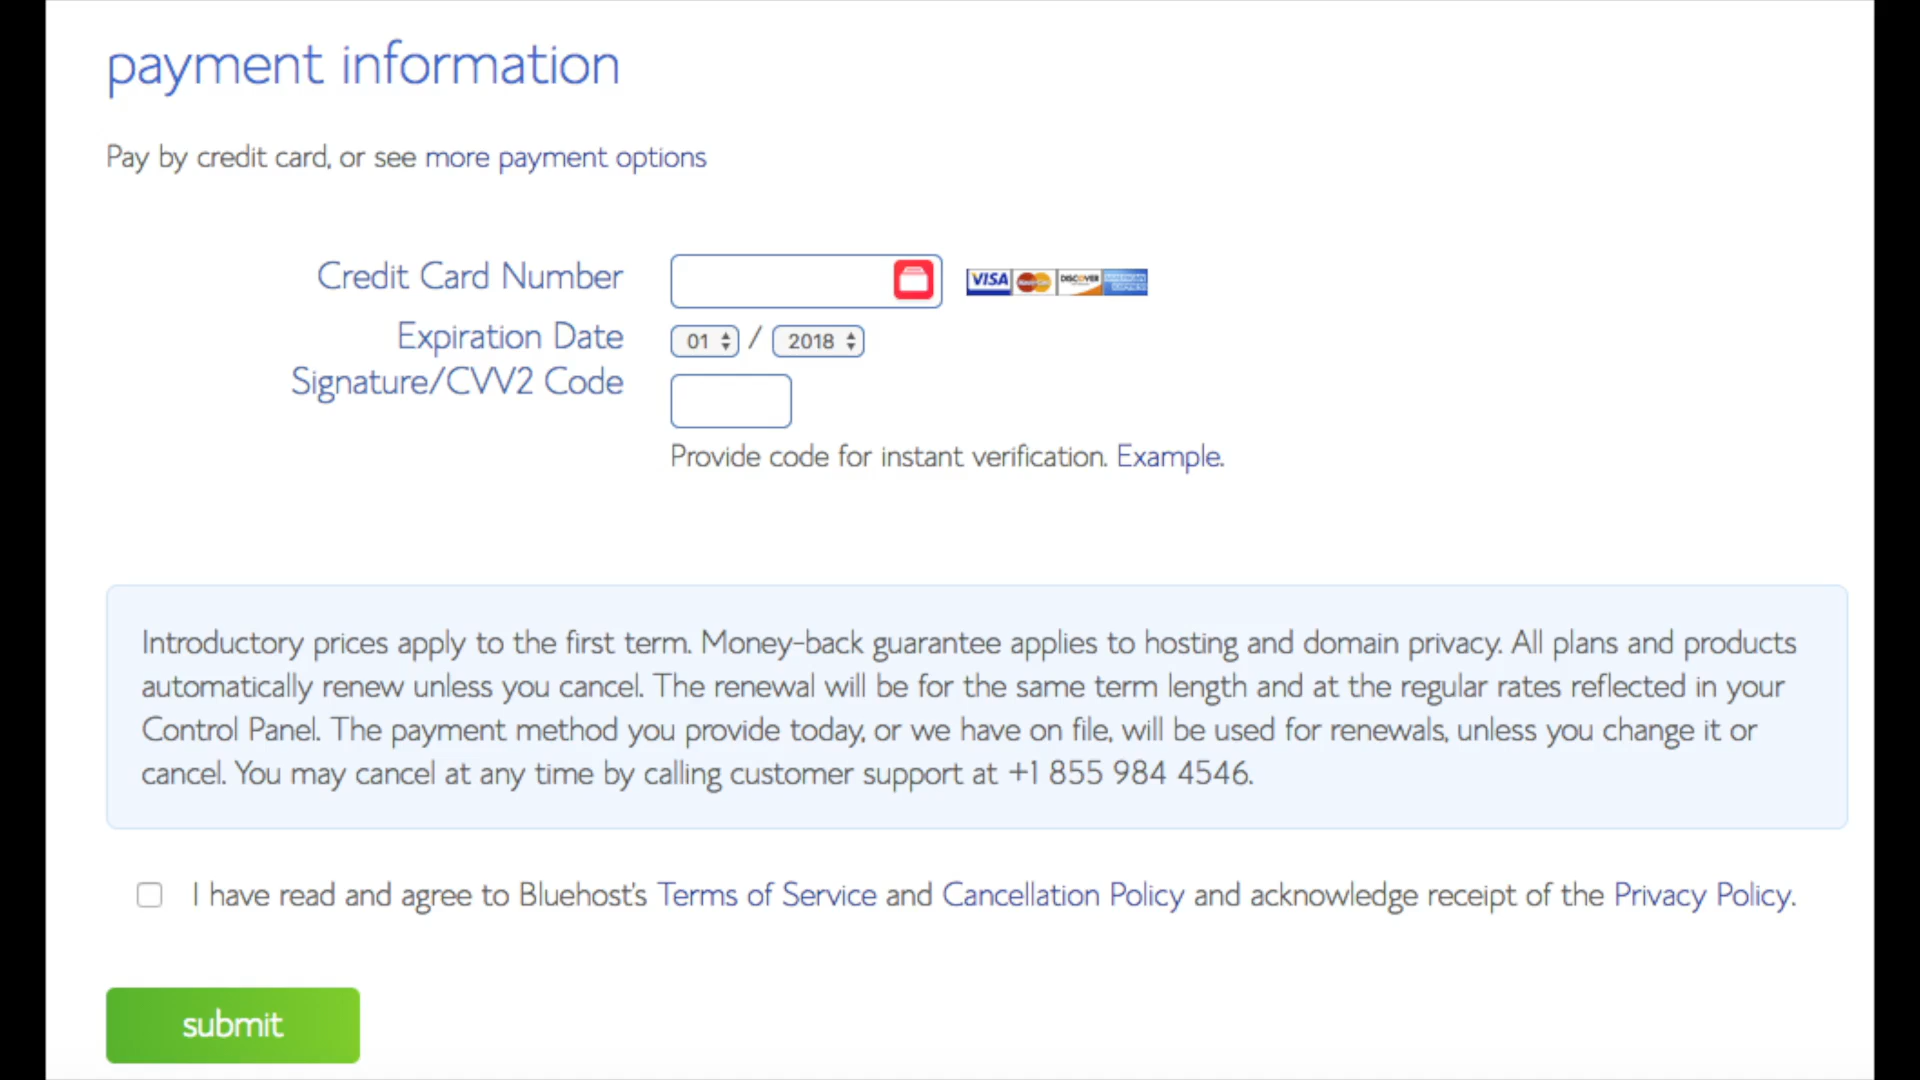 payment information
Pay by credit card, or see more payment options
Credit Card Number
VISA MasterCard DISCOVER AMERICAN EXPRESS
Expiration Date 01 / 2018
Signature/CVV2 Code
Provide code for instant verification. Example.
Introductory prices apply to the first term. Money-back guarantee applies to hosting and domain privacy. All plans and products
automatically renew unless you cancel. The renewal will be for the same term length and at the regular rates reflected in your
Control Panel. The payment method you provide today, or we have on file, will be used for renewals, unless you change it or
cancel. You may cancel at any time by calling customer support at +1 855 984 4546.
I have read and agree to Bluehost's Terms of Service and Cancellation Policy and acknowledge receipt of the Privacy Policy.
submit